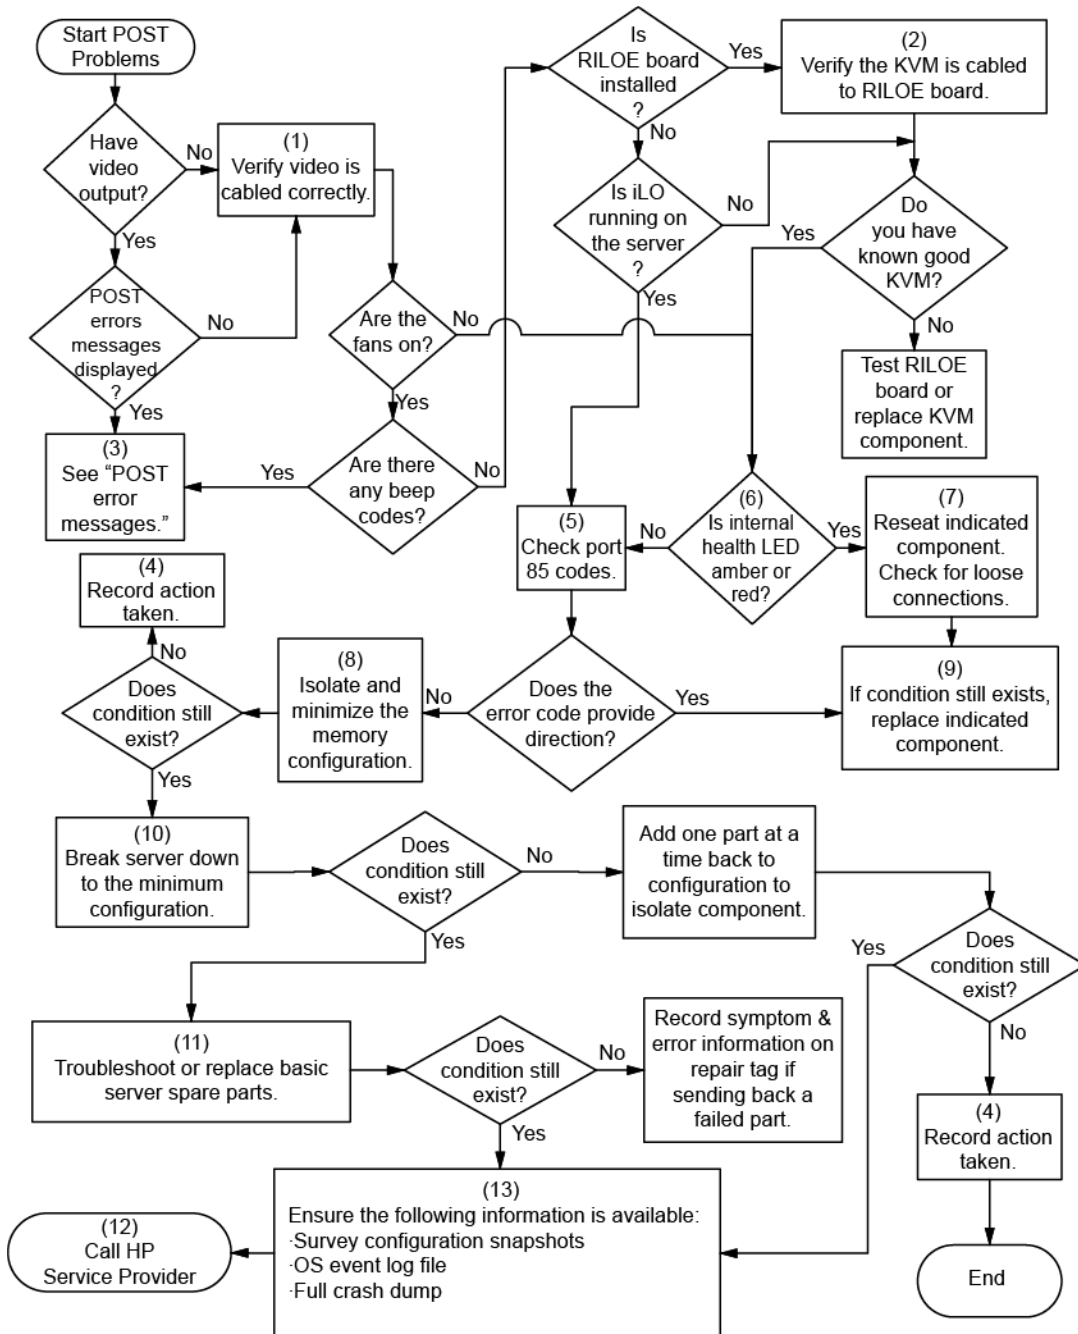 Start POST
Problems
Have
video
output?
No
Yes
(1)
Verify video is
cabled correctly.
POST
errors
messages
displayed
?
No
Yes
(3)
See “POST
error
messages.”
Are the
fans on?
No
Yes
Are there
any beep
codes?
Yes
No
Is
RILOE board
installed
?
Yes
No
(2)
Verify the KVM is cabled
to RILOE board.
Is iLO
running on
the server
?
No
Yes
Do
you have
known good
KVM?
Yes
No
Test RILOE
board or
replace KVM
component.
(5)
Check port
85 codes.
(6)
Is internal
health LED
amber or
red?
No
Yes
(7)
Reseat indicated
component.
Check for loose
connections.
(4)
Record action
taken.
No
Does
condition still
exist?
Yes
(8)
Isolate and
minimize the
memory
configuration.
No
Does the
error code provide
direction?
Yes
(9)
If condition still exists,
replace indicated
component.
(10)
Break server down
to the minimum
configuration.
Does
condition still
exist?
No
Yes
Add one part at a
time back to
configuration to
isolate component.
Yes
Does
condition still
exist?
No
(11)
Troubleshoot or replace basic
server spare parts.
Does
condition still
exist?
No
Yes
Record symptom &
error information on
repair tag if
sending back a
failed part.
(4)
Record action
taken.
(12)
Call HP
Service Provider
(13)
Ensure the following information is available:
·Survey configuration snapshots
·OS event log file
·Full crash dump
End